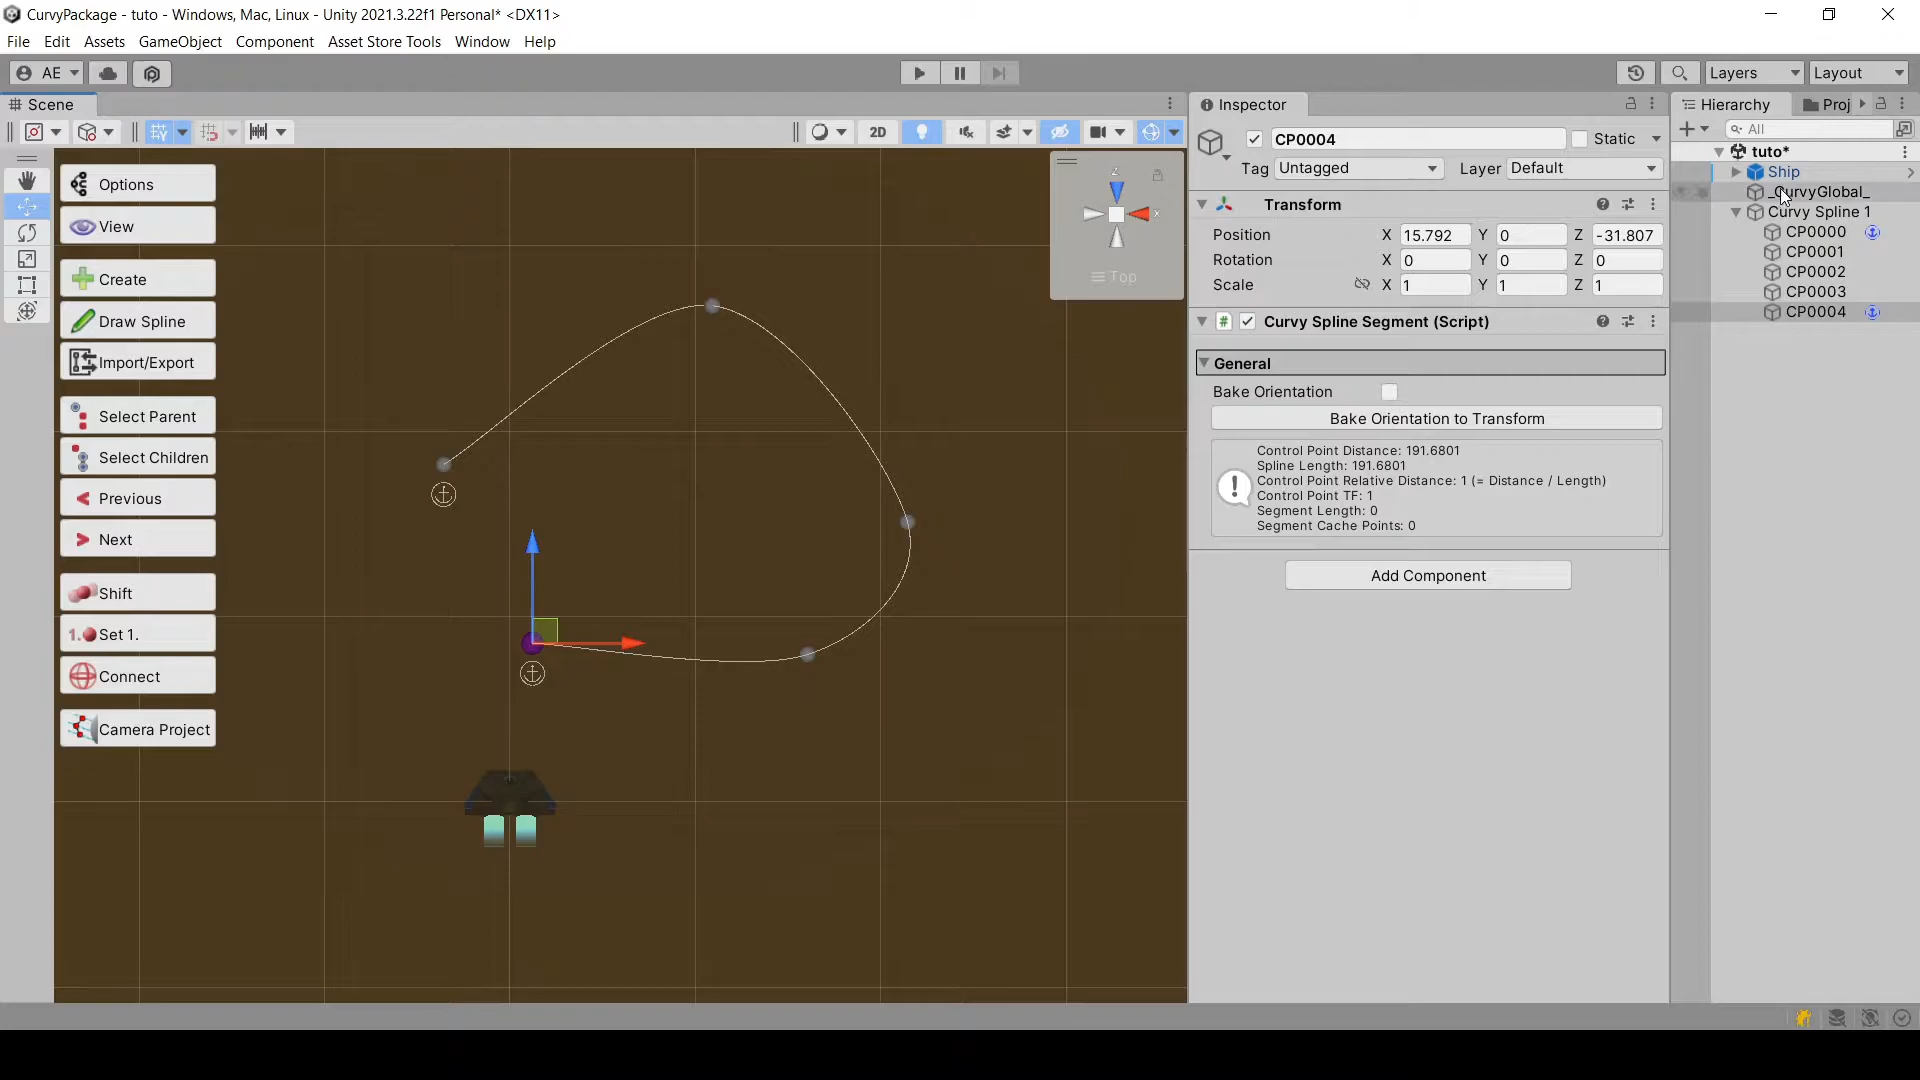 CurvyPackage - tuto - Windows, Mac, Linux - Unity 2021.3.22f1 Personal* <DX11>
File Edit Assets GameObject Component Asset Store Tools Window Help
AE Layers Layout
Scene
Inspector
Hierarchy
Proj
2D
CP0004
Static
All
Tag Untagged Layer Default
Transform
Position X 15.792 Y 0 Z -31.807
Rotation X 0 Y 0 Z 0
Scale X 1 Y 1 Z 1
Curvy Spline Segment (Script)
General
Bake Orientation
Bake Orientation to Transform
Control Point Distance: 191.6801
Spline Length: 191.6801
Control Point Relative Distance: 1 (= Distance / Length)
Control Point TF: 1
Segment Length: 0
Segment Cache Points: 0
Add Component
tuto*
Ship
_CurvyGlobal_
Curvy Spline 1
CP0000
CP0001
CP0002
CP0003
CP0004
Options
View
Create
Draw Spline
Import/Export
Select Parent
Select Children
Previous
Next
Shift
1. Set 1.
Connect
Camera Project
z
x
Top